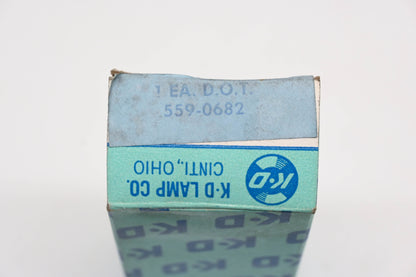 1 EA. D.O.T.
559-0682
K·D LAMP CO.
CINTI., OHIO
K·D
K·D
K·D
K·D